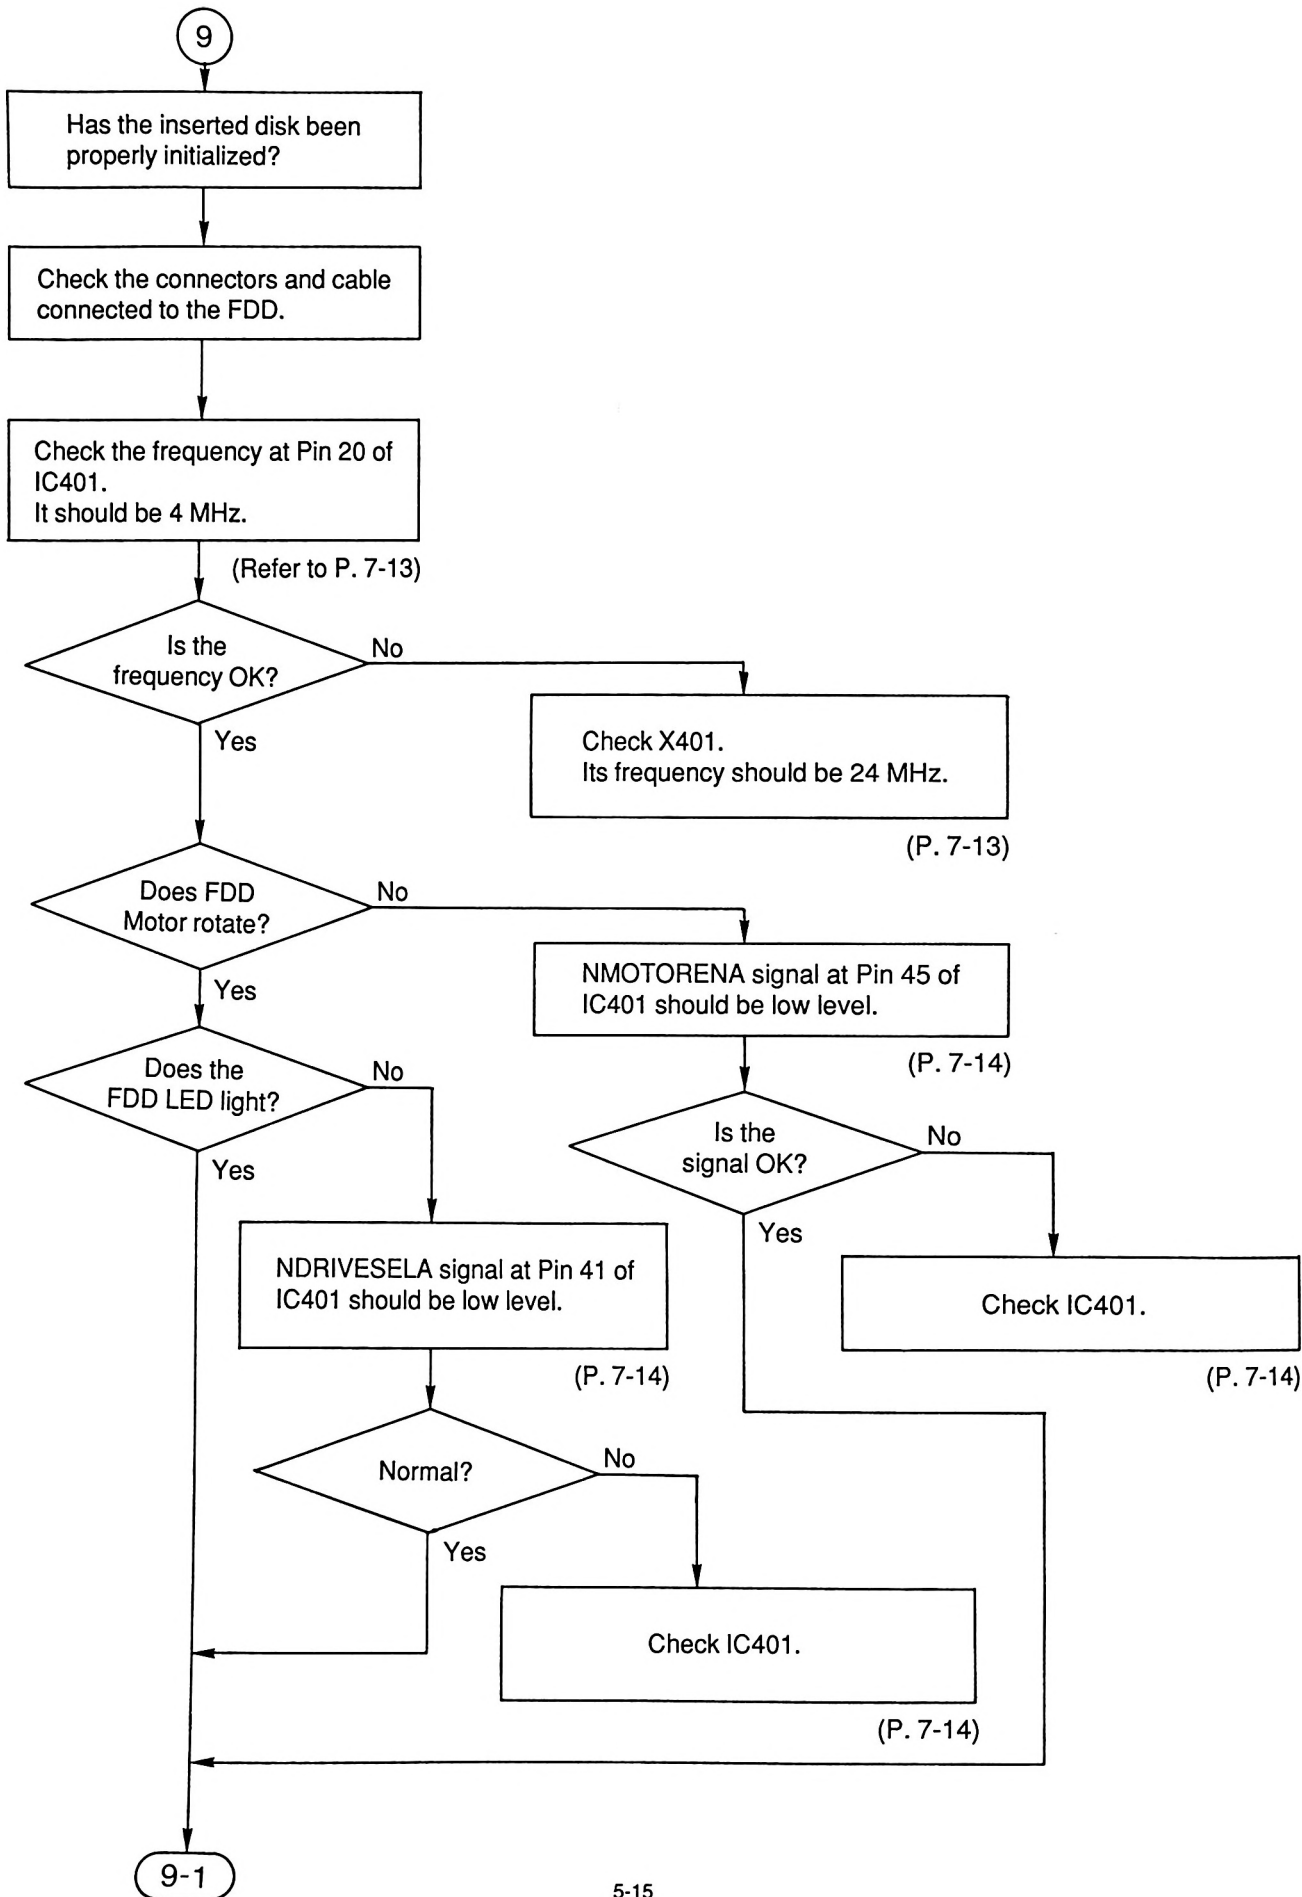 9
Has the inserted disk been
properly initialized?
Check the connectors and cable
connected to the FDD.
Check the frequency at Pin 20 of
IC401.
It should be 4 MHz.
(Refer to P. 7-13)
Is the
frequency OK?
No
Yes
Check X401.
Its frequency should be 24 MHz.
(P. 7-13)
Does FDD
Motor rotate?
No
Yes
NMOTORENA signal at Pin 45 of
IC401 should be low level.
(P. 7-14)
Does the
FDD LED light?
No
Yes
Is the
signal OK?
No
Yes
NDRIVESELA signal at Pin 41 of
IC401 should be low level.
(P. 7-14)
Check IC401.
(P. 7-14)
Normal?
No
Yes
Check IC401.
(P. 7-14)
9-1
5-15